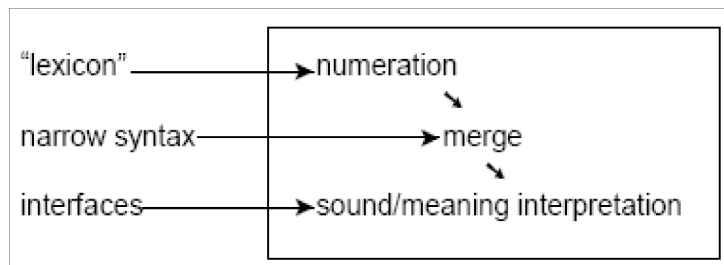 “lexicon” numeration
narrow syntax merge
interfaces sound/meaning interpretation